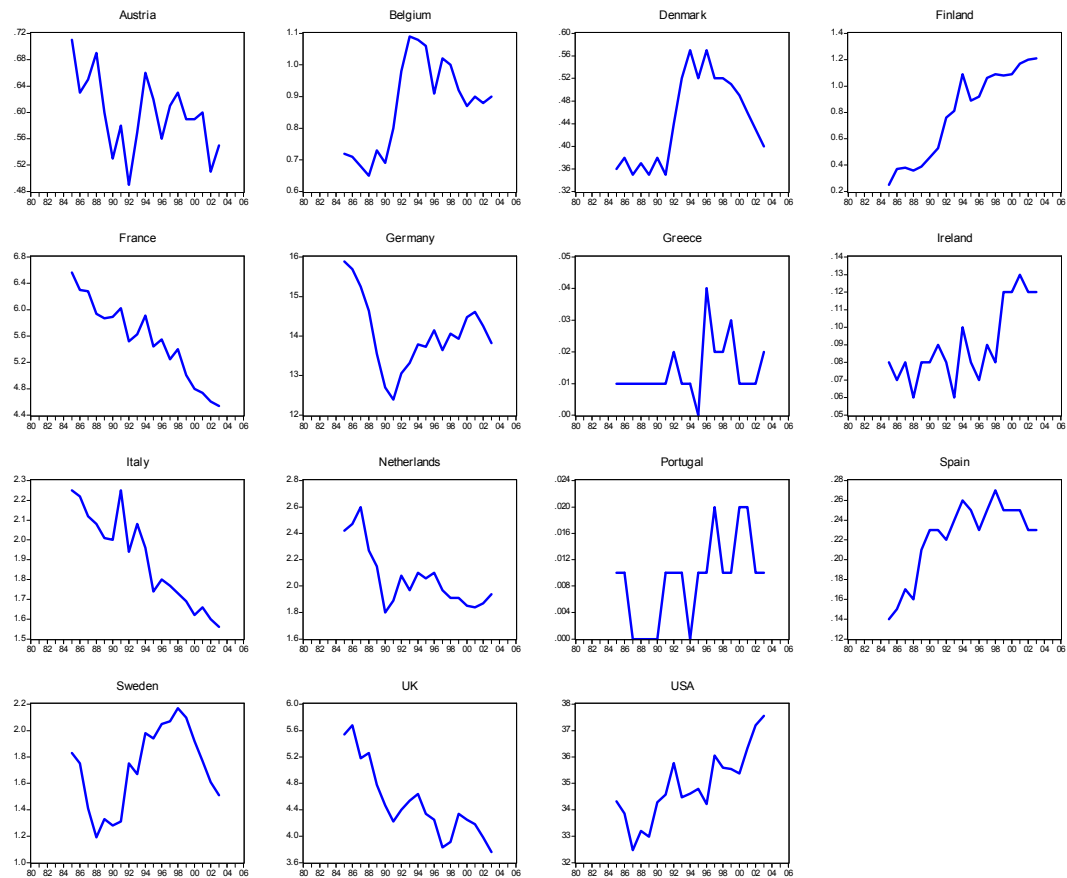 Austria Belgium Denmark Finland
.72 1.1 .60 1.4
.68 1.0 .56 1.2
.64 0.9 .52 1.0
.60 0.8 .48 0.8
.56 0.7 .44 0.6
.52 0.6 .40 0.4
.48 .36 0.2
.32
80 82 84 86 88 90 92 94 96 98 00 02 04 06 80 82 84 86 88 90 92 94 96 98 00 02 04 06 80 82 84 86 88 90 92 94 96 98 00 02 04 06 80 82 84 86 88 90 92 94 96 98 00 02 04 06
France Germany Greece Ireland
6.8 16 .05 .14
6.4 15 .04 .13
6.0 14 .03 .12
5.6 13 .02 .11
5.2 12 .01 .10
4.8 .00 .09
4.4 .08
.07
.06
.05
80 82 84 86 88 90 92 94 96 98 00 02 04 06 80 82 84 86 88 90 92 94 96 98 00 02 04 06 80 82 84 86 88 90 92 94 96 98 00 02 04 06 80 82 84 86 88 90 92 94 96 98 00 02 04 06
Italy Netherlands Portugal Spain
2.3 2.8 .024 .28
2.2 2.6 .020 .26
2.1 2.4 .016 .24
2.0 2.2 .012 .22
1.9 2.0 .008 .20
1.8 1.8 .004 .18
1.7 1.6 .000 .16
1.6 .14
1.5 .12
80 82 84 86 88 90 92 94 96 98 00 02 04 06 80 82 84 86 88 90 92 94 96 98 00 02 04 06 80 82 84 86 88 90 92 94 96 98 00 02 04 06 80 82 84 86 88 90 92 94 96 98 00 02 04 06
Sweden UK USA
2.2 6.0 38
2.0 5.6 37
1.8 5.2 36
1.6 4.8 35
1.4 4.4 34
1.2 4.0 33
1.0 3.6 32
80 82 84 86 88 90 92 94 96 98 00 02 04 06 80 82 84 86 88 90 92 94 96 98 00 02 04 06 80 82 84 86 88 90 92 94 96 98 00 02 04 06